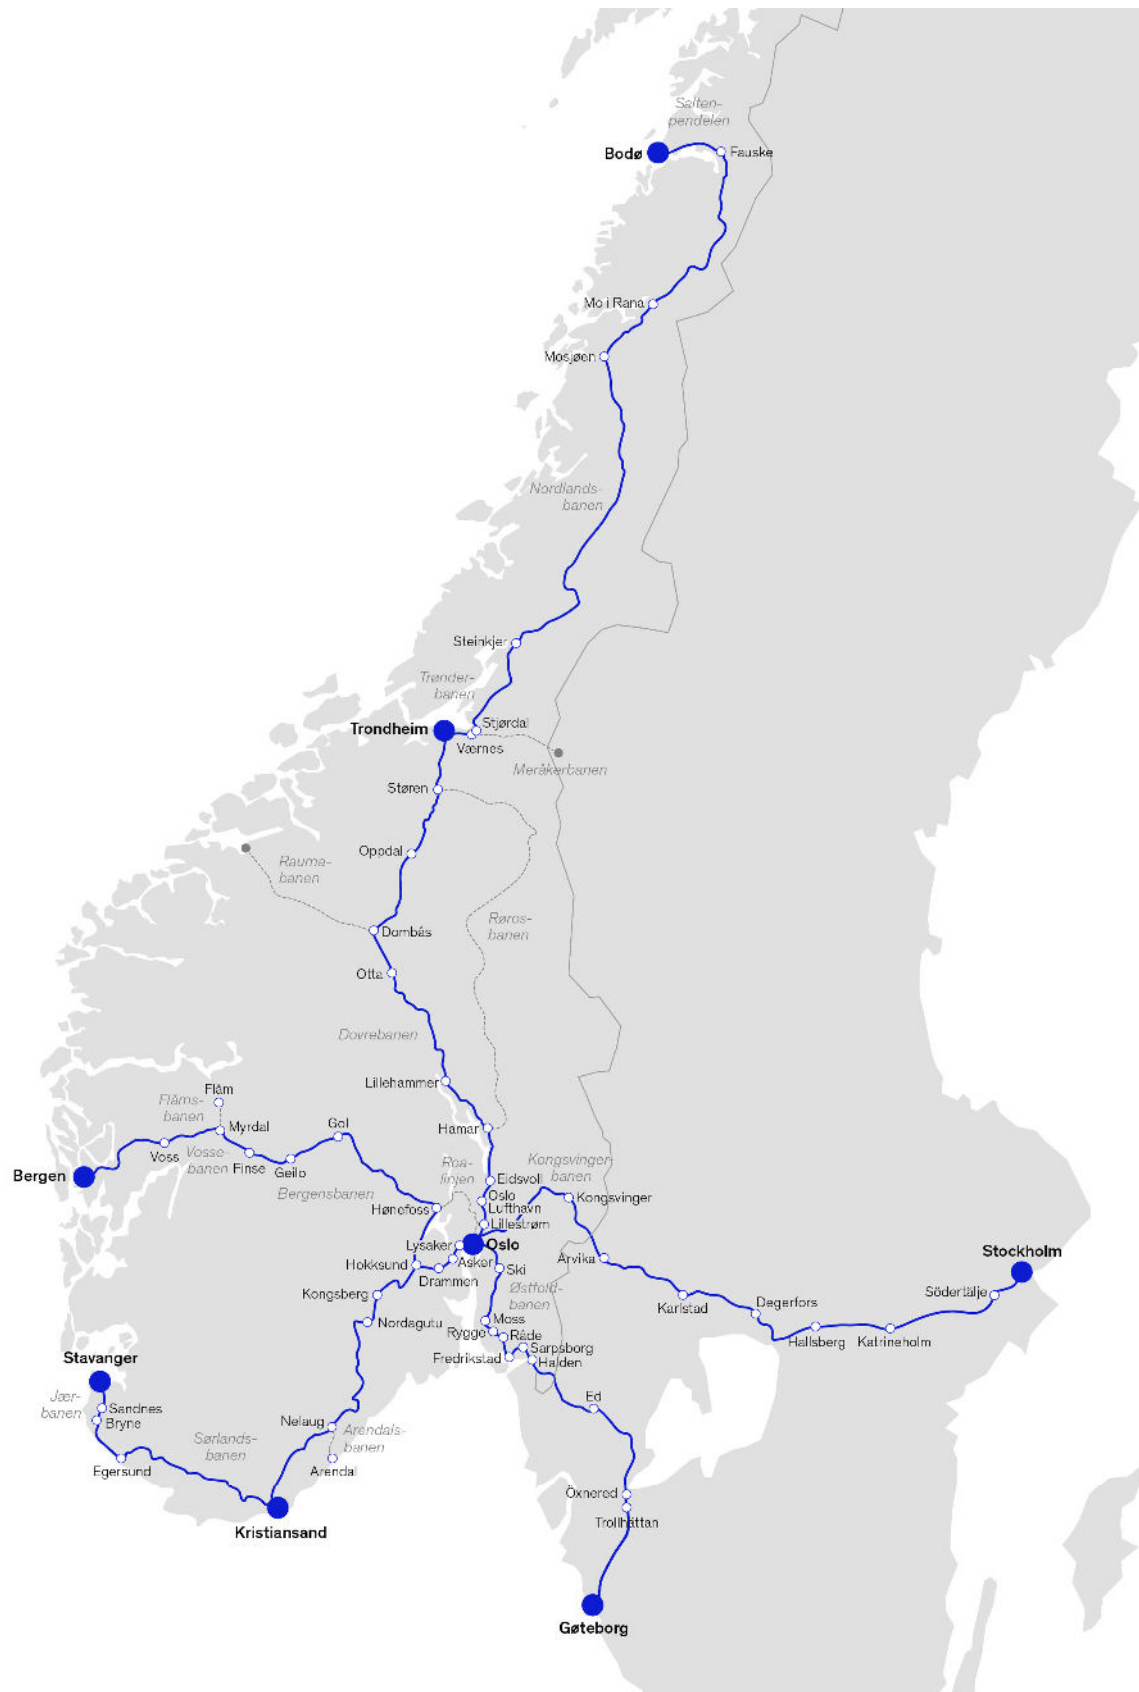 Salten-
pendelen
Bodø
Fauske
Mo i Rana
Mosjøen
Nordlands-
banen
Steinkjer
Trønder-
banen
Trondheim
Stjørdal
Værnes
Meråkerbanen
Støren
Oppdal
Rauma-
banen
Røros-
banen
Dombås
Otta
Dovrebanen
Lillehammer
Flåm
Flåms-
banen
Myrdal
Gol
Hamar
Voss
Vosse-
banen
Finse
Geilo
Bergen
Roa-
linjen
Kongsvinger-
banen
Eidsvoll
Bergensbanen
Oslo
Lufthavn
Kongsvinger
Hønefoss
Lillestrøm
Lysaker
Oslo
Stockholm
Hokksund
Asker
Arvika
Drammen
Ski
Østfold-
banen
Södertälje
Kongsberg
Karlstad
Degerfors
Nordagutu
Moss
Rygge
Råde
Hallsberg
Katrineholm
Sarpsborg
Fredrikstad
Halden
Stavanger
Jær-
banen
Sandnes
Bryne
Ed
Nelaug
Sørlands-
banen
Arendals-
banen
Egersund
Arendal
Öxnered
Trollhättan
Kristiansand
Gøteborg